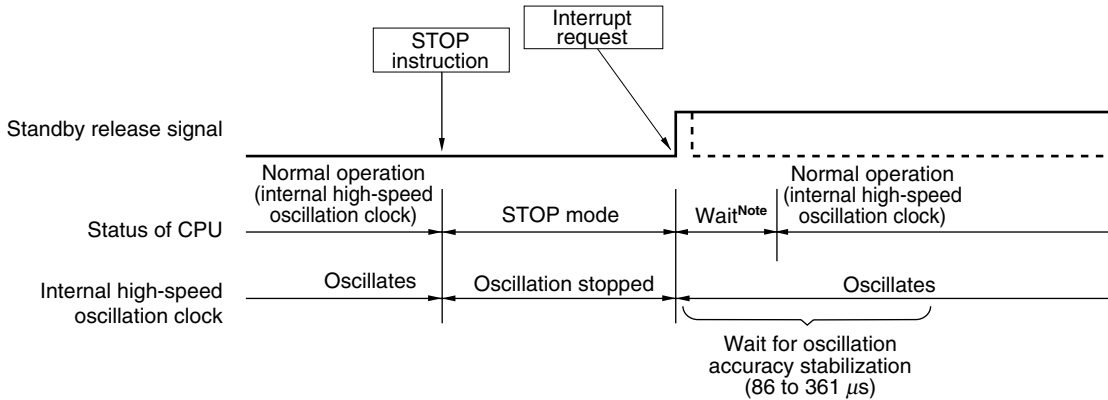 Interrupt
request
STOP
instruction
Standby release signal
Normal operation
(internal high-speed
oscillation clock)
Normal operation
(internal high-speed
oscillation clock)
Status of CPU
STOP mode
WaitNote
Internal high-speed
oscillation clock
Oscillates
Oscillation stopped
Oscillates
Wait for oscillation
accuracy stabilization
(86 to 361 μs)